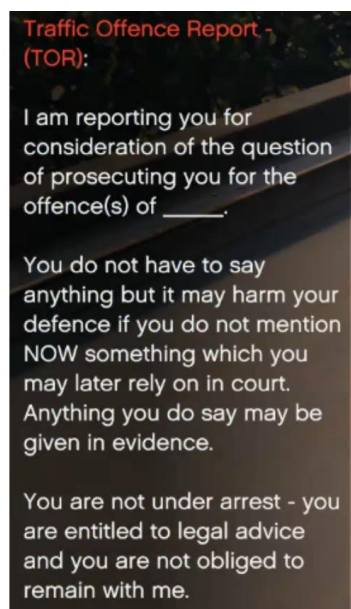 Traffic Offence Report -
(TOR):
I am reporting you for
consideration of the question
of prosecuting you for the
offence(s) of _____.
You do not have to say
anything but it may harm your
defence if you do not mention
NOW something which you
may later rely on in court.
Anything you do say may be
given in evidence.
You are not under arrest - you
are entitled to legal advice
and you are not obliged to
remain with me.